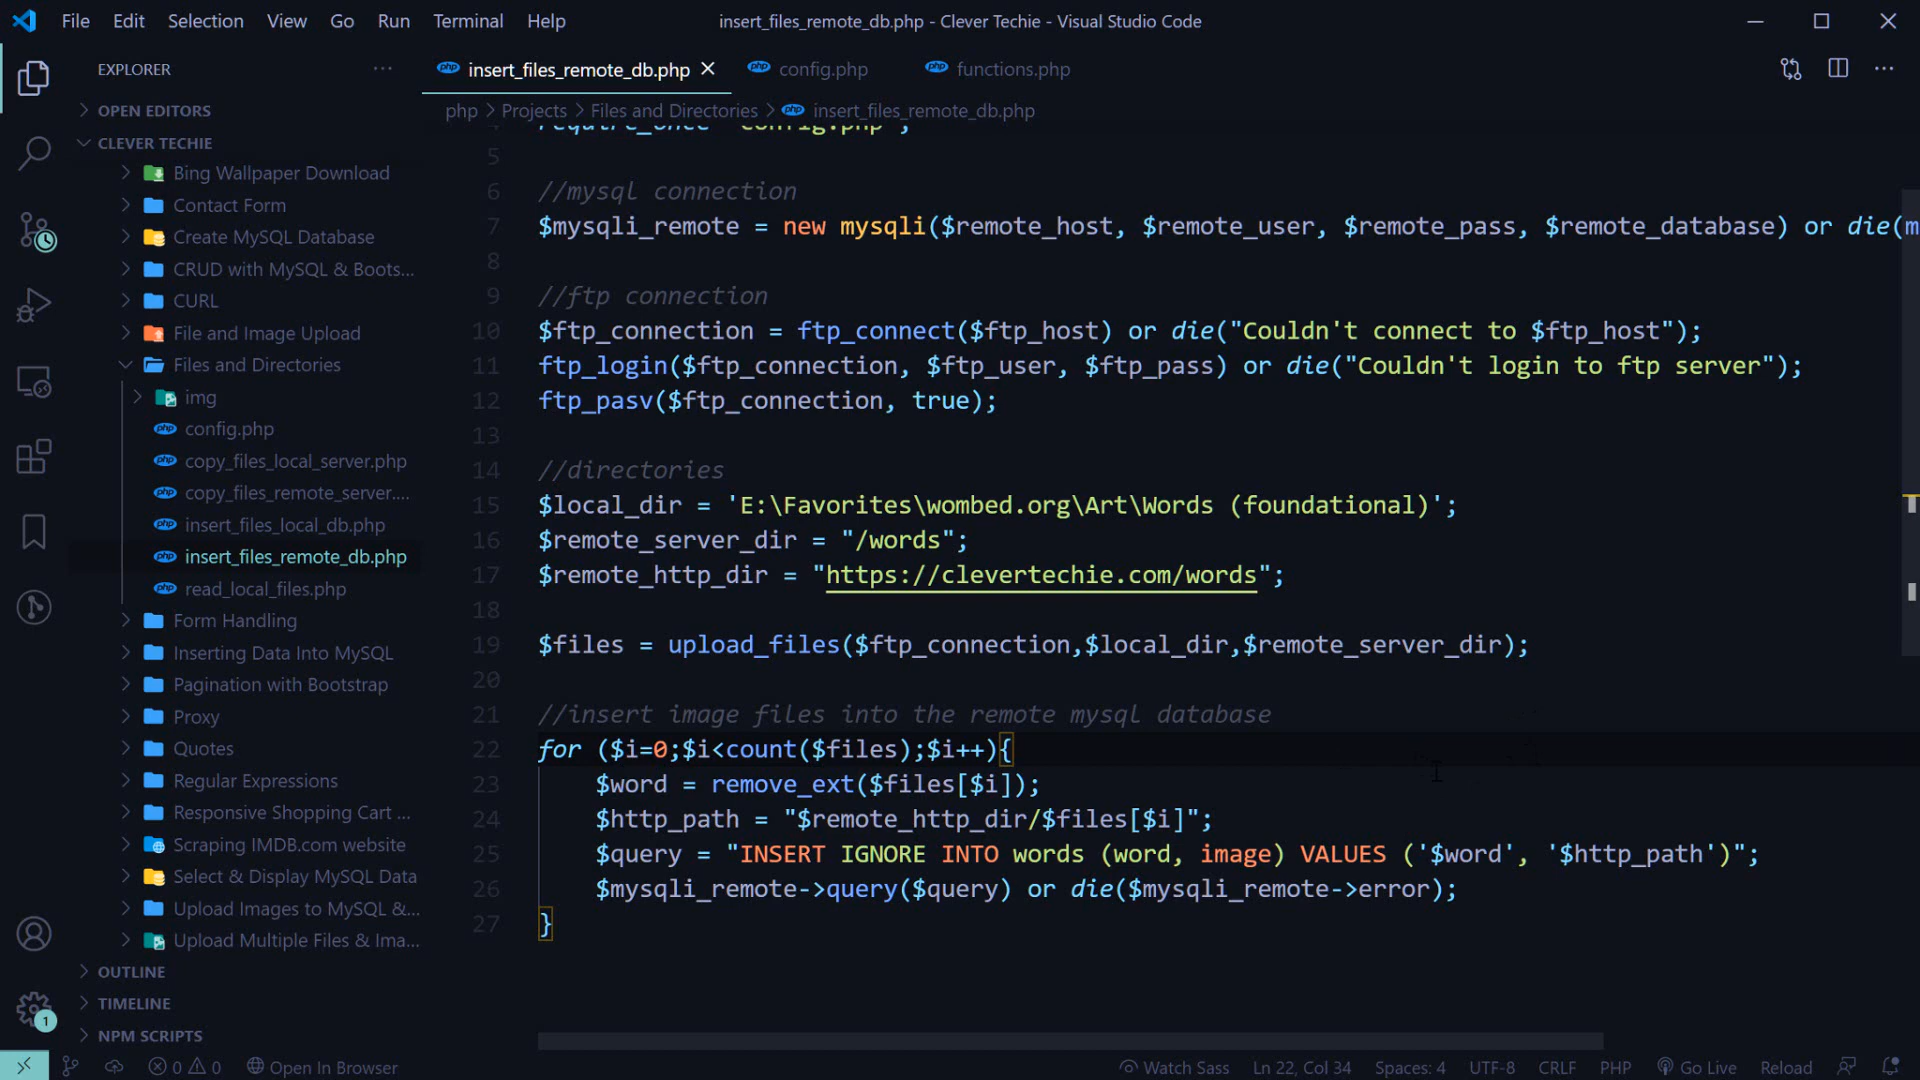 File Edit Selection View Go Run Terminal Help
insert_files_remote_db.php - Clever Techie - Visual Studio Code
EXPLORER
OPEN EDITORS
CLEVER TECHIE
Bing Wallpaper Download
Contact Form
Create MySQL Database
CRUD with MySQL & Boots...
CURL
File and Image Upload
Files and Directories
img
config.php
copy_files_local_server.php
copy_files_remote_server....
insert_files_local_db.php
insert_files_remote_db.php
read_local_files.php
Form Handling
Inserting Data Into MySQL
Pagination with Bootstrap
Proxy
Quotes
Regular Expressions
Responsive Shopping Cart ...
Scraping IMDB.com website
Select & Display MySQL Data
Upload Images to MySQL &...
Upload Multiple Files & Ima...
OUTLINE
TIMELINE
NPM SCRIPTS
1
insert_files_remote_db.php config.php functions.php
php > Projects > Files and Directories > insert_files_remote_db.php
4 require_once 'config.php';
5
6 //mysql connection
7 $mysqli_remote = new mysqli($remote_host, $remote_user, $remote_pass, $remote_database) or die(m
8
9 //ftp connection
10 $ftp_connection = ftp_connect($ftp_host) or die("Couldn't connect to $ftp_host");
11 ftp_login($ftp_connection, $ftp_user, $ftp_pass) or die("Couldn't login to ftp server");
12 ftp_pasv($ftp_connection, true);
13
14 //directories
15 $local_dir = 'E:\Favorites\wombed.org\Art\Words (foundational)';
16 $remote_server_dir = "/words";
17 $remote_http_dir = "https://clevertechie.com/words";
18
19 $files = upload_files($ftp_connection,$local_dir,$remote_server_dir);
20
21 //insert image files into the remote mysql database
22 for ($i=0;$i<count($files);$i++){
23 $word = remove_ext($files[$i]);
24 $http_path = "$remote_http_dir/$files[$i]";
25 $query = "INSERT IGNORE INTO words (word, image) VALUES ('$word', '$http_path')";
26 $mysqli_remote->query($query) or die($mysqli_remote->error);
27 }
0 0 Open In Browser Watch Sass Ln 22, Col 34 Spaces: 4 UTF-8 CRLF PHP Go Live Reload